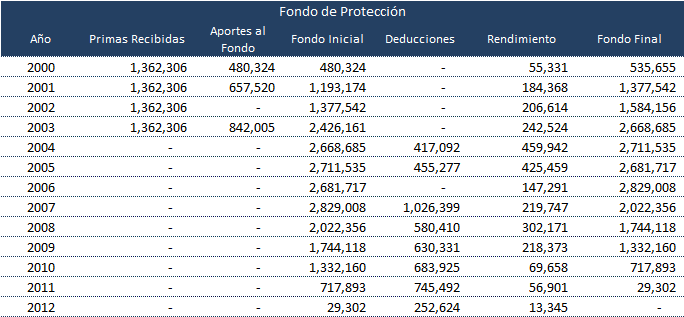 Fondo de Protección
Año Primas Recibidas Aportes al Fondo Fondo Inicial Deducciones Rendimiento Fondo Final
2000 1,362,306 480,324 480,324 - 55,331 535,655
2001 1,362,306 657,520 1,193,174 - 184,368 1,377,542
2002 1,362,306 - 1,377,542 - 206,614 1,584,156
2003 1,362,306 842,005 2,426,161 - 242,524 2,668,685
2004 - - 2,668,685 417,092 459,942 2,711,535
2005 - - 2,711,535 455,277 425,459 2,681,717
2006 - - 2,681,717 - 147,291 2,829,008
2007 - - 2,829,008 1,026,399 219,747 2,022,356
2008 - - 2,022,356 580,410 302,171 1,744,118
2009 - - 1,744,118 630,331 218,373 1,332,160
2010 - - 1,332,160 683,925 69,658 717,893
2011 - - 717,893 745,492 56,901 29,302
2012 - - 29,302 252,624 13,345 -